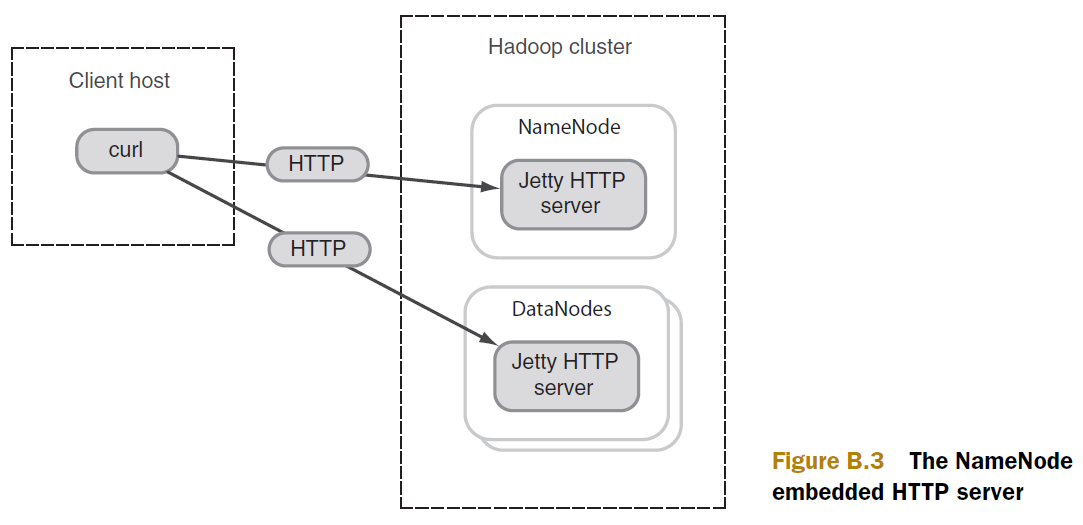 Client host
curl
HTTP
HTTP
Hadoop cluster
NameNode
Jetty HTTP
server
DataNodes
Jetty HTTP
server
Figure B.3 The NameNode
embedded HTTP server